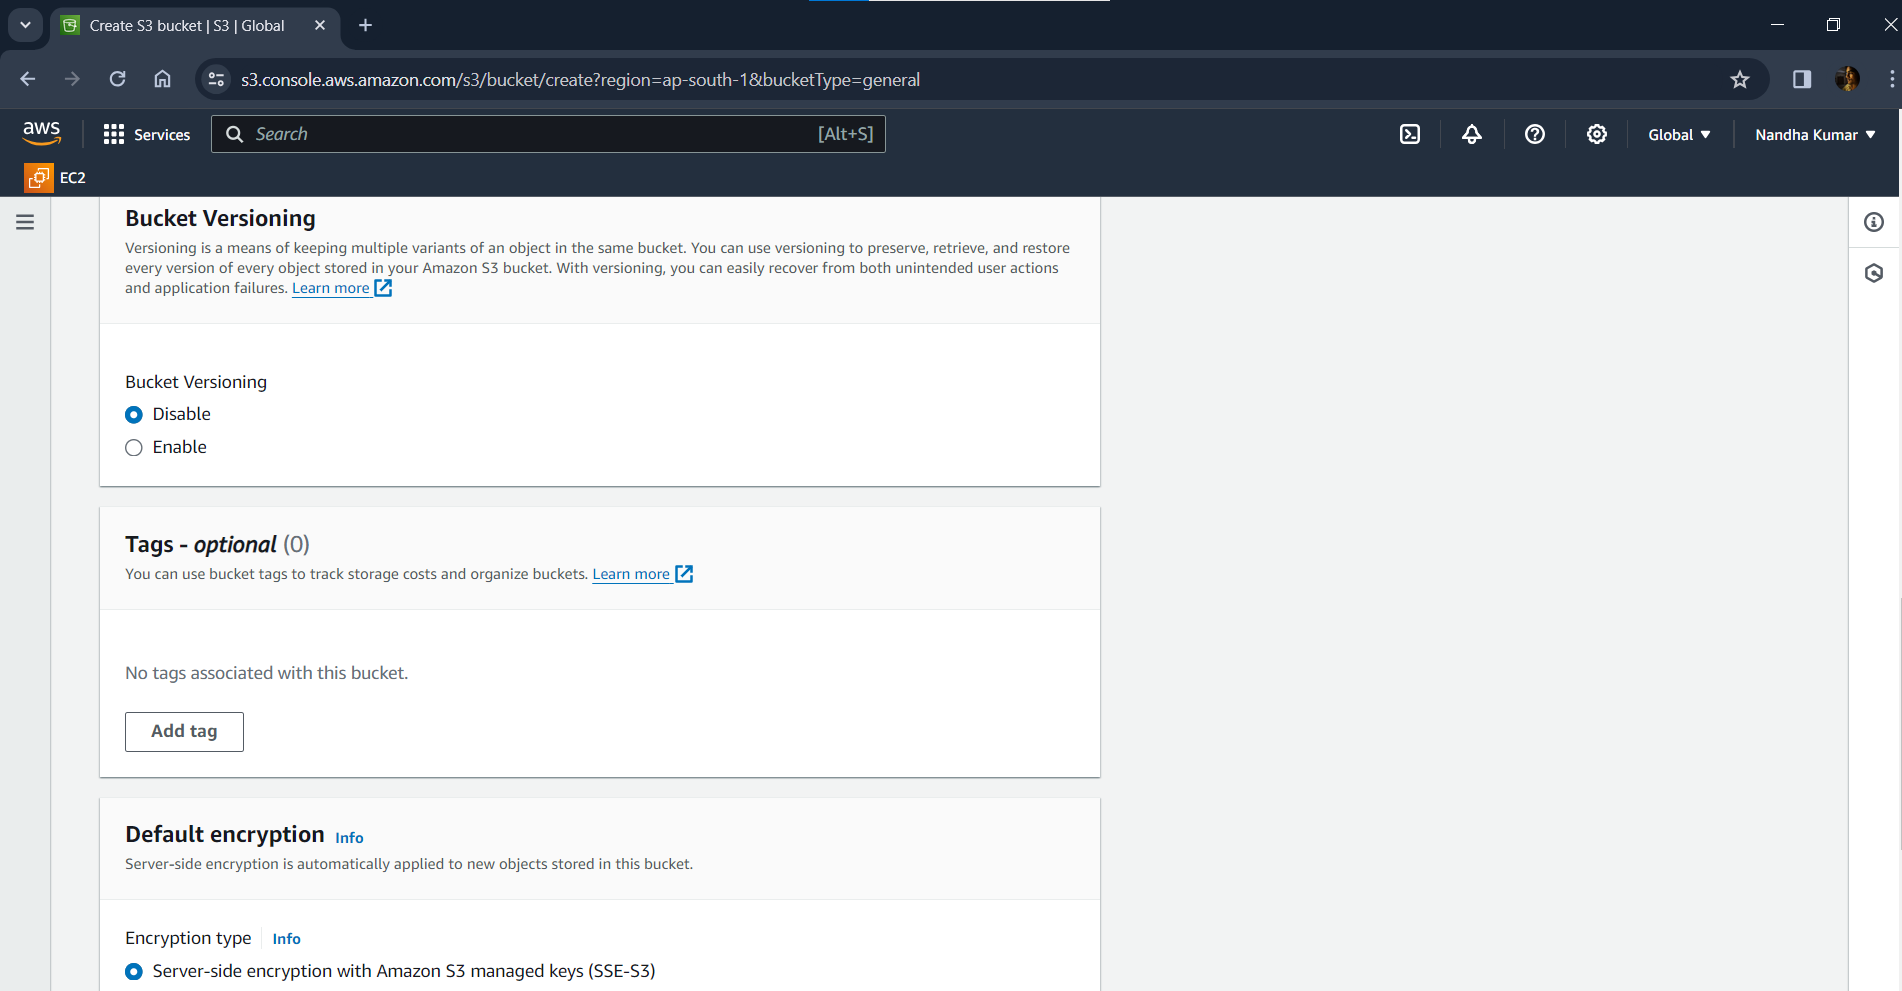 Create S3 bucket | S3 | Global
s3.console.aws.amazon.com/s3/bucket/create?region=ap-south-1&bucketType=general
aws
Services
Search
[Alt+S]
Global
Nandha Kumar
EC2
Bucket Versioning
Versioning is a means of keeping multiple variants of an object in the same bucket. You can use versioning to preserve, retrieve, and restore
every version of every object stored in your Amazon S3 bucket. With versioning, you can easily recover from both unintended user actions
and application failures. Learn more
Bucket Versioning
Disable
Enable
Tags - optional (0)
You can use bucket tags to track storage costs and organize buckets. Learn more
No tags associated with this bucket.
Add tag
Default encryption Info
Server-side encryption is automatically applied to new objects stored in this bucket.
Encryption type Info
Server-side encryption with Amazon S3 managed keys (SSE-S3)